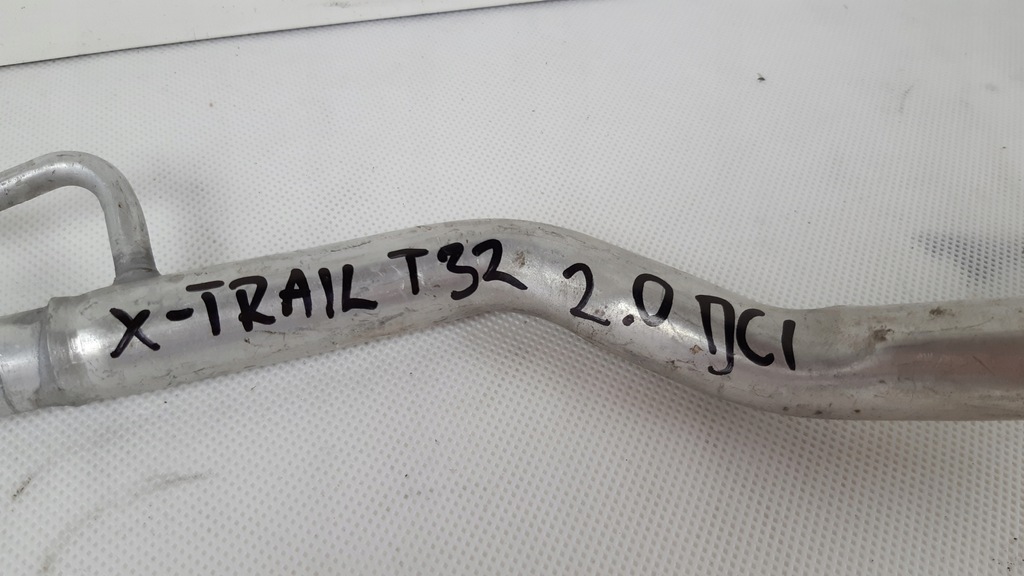 X-TRAIL T32 2.0 DCI